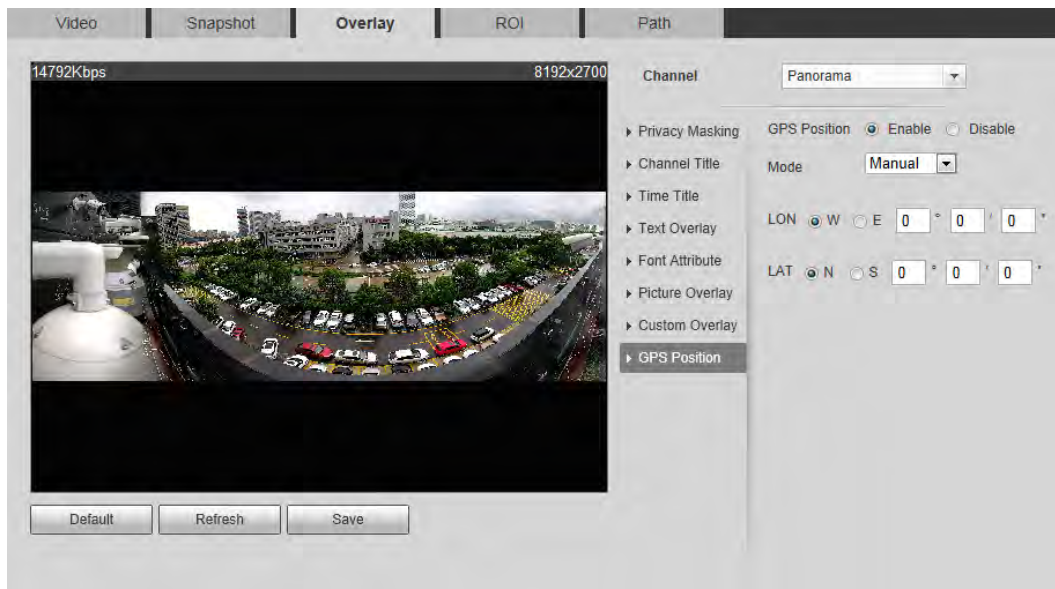 Video Snapshot Overlay ROI Path
14792Kbps 8192x2700
Channel Panorama
Privacy Masking
Channel Title
Time Title
Text Overlay
Font Attribute
Picture Overlay
Custom Overlay
GPS Position
GPS Position Enable Disable
Mode Manual
LON W E 0 ° 0 ' 0 "
LAT N S 0 ° 0 ' 0 "
Default Refresh Save